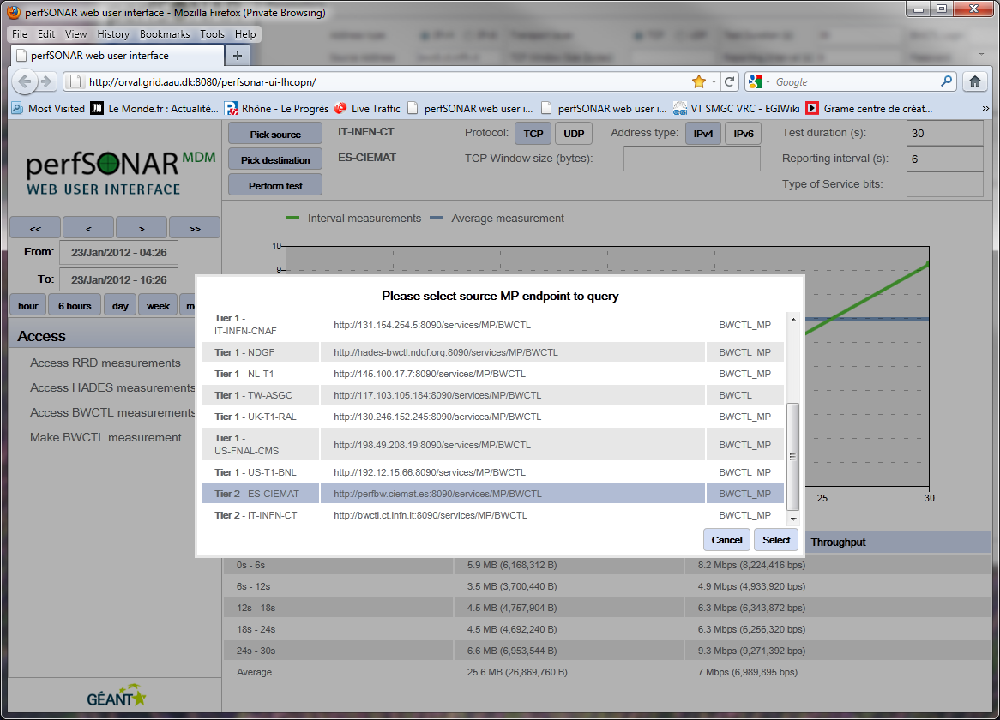 perfSONAR web user interface - Mozilla Firefox (Private Browsing)
File Edit View History Bookmarks Tools Help
perfSONAR web user interface
http://orval.grid.aau.dk:8080/perfsonar-ui-lhcopn/
Google
Most Visited Le Monde.fr : Actualité... Rhône - Le Progrès Live Traffic perfSONAR web user i... perfSONAR web user i... VT SMGC VRC - EGIWiki Grame centre de créat... »
perfSONAR MDM
WEB USER INTERFACE
Pick source IT-INFN-CT Protocol: TCP UDP Address type: IPv4 IPv6 Test duration (s): 30
Pick destination ES-CIEMAT TCP Window size (bytes): Reporting interval (s): 6
Perform test Type of Service bits:
<< < > >>
From: 23/Jan/2012 - 04:26
To: 23/Jan/2012 - 16:26
hour 6 hours day week m
Access
Access RRD measurements
Access HADES measurements
Access BWCTL measurements
Make BWCTL measurement
GÉANT
Interval measurements Average measurement
10
9
25 30
Please select source MP endpoint to query
Tier 1 -
IT-INFN-CNAF http://131.154.254.5:8090/services/MP/BWCTL BWCTL_MP
Tier 1 - NDGF http://hades-bwctl.ndgf.org:8090/services/MP/BWCTL BWCTL_MP
Tier 1 - NL-T1 http://145.100.17.7:8090/services/MP/BWCTL BWCTL_MP
Tier 1 - TW-ASGC http://117.103.105.184:8090/services/MP/BWCTL BWCTL
Tier 1 - UK-T1-RAL http://130.246.152.245:8090/services/MP/BWCTL BWCTL_MP
Tier 1 -
US-FNAL-CMS http://198.49.208.19:8090/services/MP/BWCTL BWCTL_MP
Tier 1 - US-T1-BNL http://192.12.15.66:8090/services/MP/BWCTL BWCTL_MP
Tier 2 - ES-CIEMAT http://perfbw.ciemat.es:8090/services/MP/BWCTL BWCTL_MP
Tier 2 - IT-INFN-CT http://bwctl.ct.infn.it:8090/services/MP/BWCTL BWCTL_MP
Cancel Select
Throughput
0s - 6s 5.9 MB (6,168,312 B) 8.2 Mbps (8,224,416 bps)
6s - 12s 3.5 MB (3,700,440 B) 4.9 Mbps (4,933,920 bps)
12s - 18s 4.5 MB (4,757,904 B) 6.3 Mbps (6,343,872 bps)
18s - 24s 4.5 MB (4,692,240 B) 6.3 Mbps (6,256,320 bps)
24s - 30s 6.6 MB (6,953,544 B) 9.3 Mbps (9,271,392 bps)
Average 25.6 MB (26,869,760 B) 7 Mbps (6,989,895 bps)